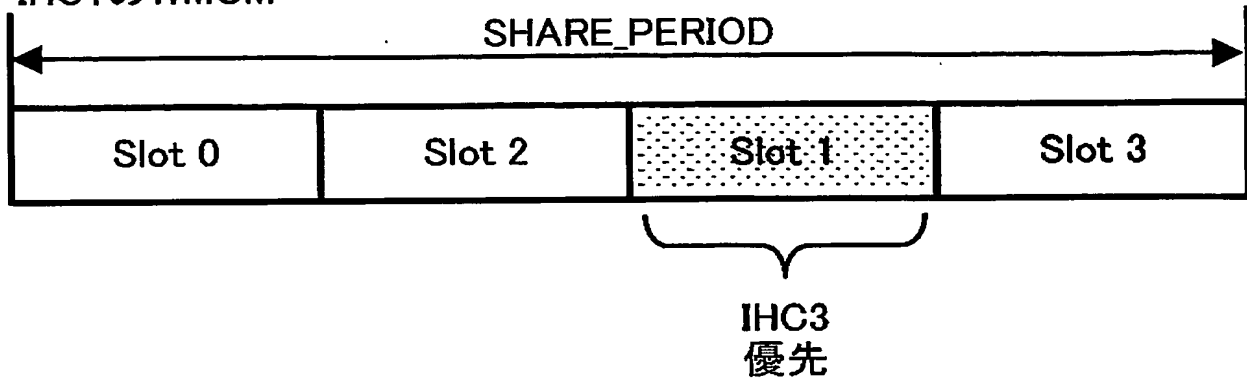 SHARE_PERIOD
Slot 0 Slot 2 Slot 1 Slot 3
IHC3
優先